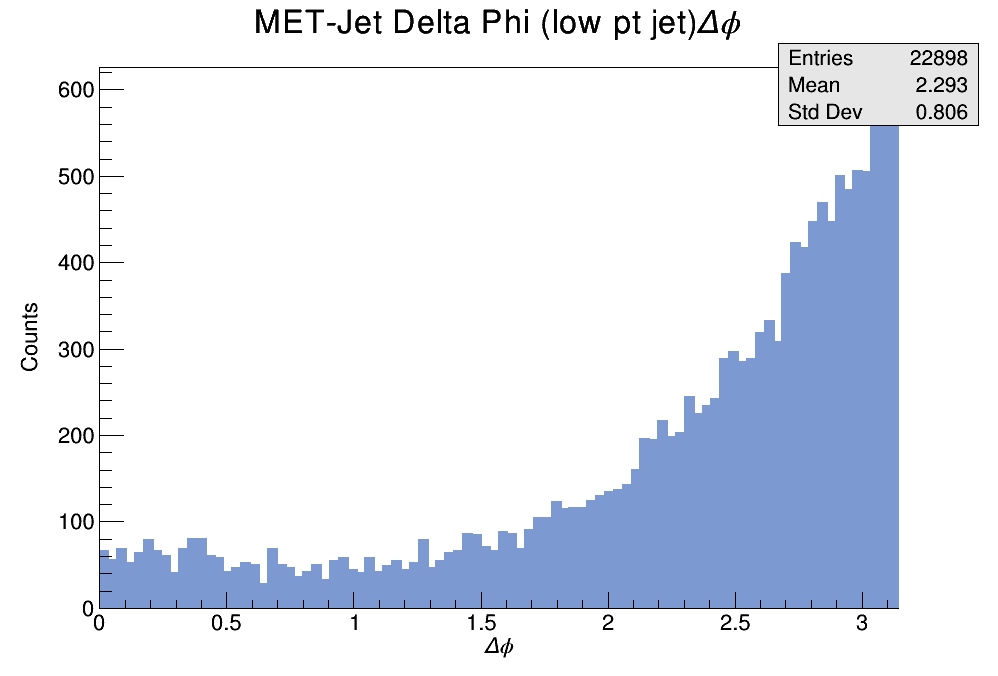 MET-Jet Delta Phi (low pt jet)Δϕ
Entries 22898
Mean 2.293
Std Dev 0.806
600
500
400
300
200
100
0
Counts
0 0.5 1 1.5 2 2.5 3
Δϕ